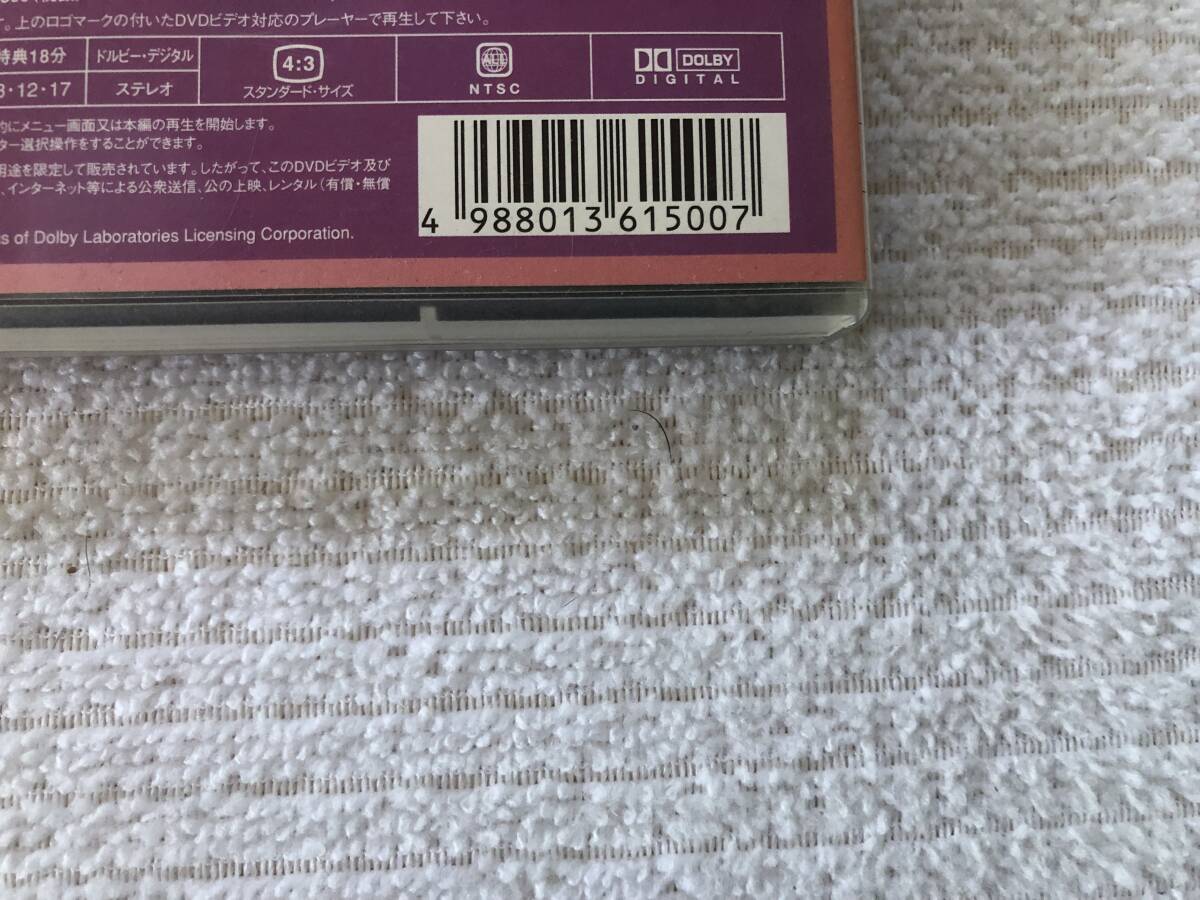 。上のロゴマークの付いたDVDビデオ対応のプレーヤーで再生して下さい。
特典18分 ドルビー・デジタル 4:3 ALL DOLBY
DIGITAL
・12・17 ステレオ スタンダード・サイズ NTSC
的にメニュー画面又は本編の再生を開始します。
ター選択操作をすることができます。
用途を限定して販売されています。したがって、このDVDビデオ及び
、インターネット等による公衆送信、公の上映、レンタル(有償・無償
s of Dolby Laboratories Licensing Corporation.
4 988013 615007